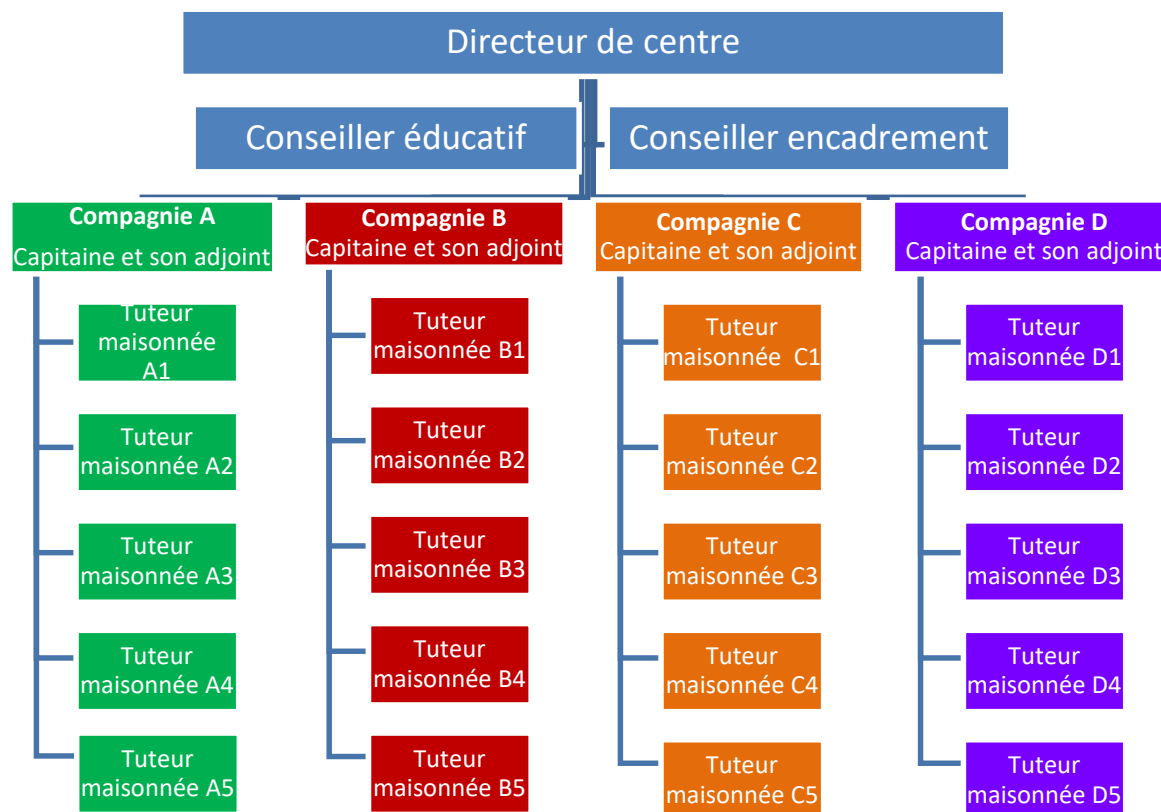 Directeur de centre
Conseiller éducatif
Conseiller encadrement
Compagnie A
Capitaine et son adjoint
Tuteur
maisonnée
A1
Tuteur
maisonnée A2
Tuteur
maisonnée A3
Tuteur
maisonnée A4
Tuteur
maisonnée A5
Compagnie B
Capitaine et son adjoint
Tuteur
maisonnée B1
Tuteur
maisonnée B2
Tuteur
maisonnée B3
Tuteur
maisonnée B4
Tuteur
maisonnée B5
Compagnie C
Capitaine et son adjoint
Tuteur
maisonnée C1
Tuteur
maisonnée C2
Tuteur
maisonnée C3
Tuteur
maisonnée C4
Tuteur
maisonnée C5
Compagnie D
Capitaine et son adjoint
Tuteur
maisonnée D1
Tuteur
maisonnée D2
Tuteur
maisonnée D3
Tuteur
maisonnée D4
Tuteur
maisonnée D5